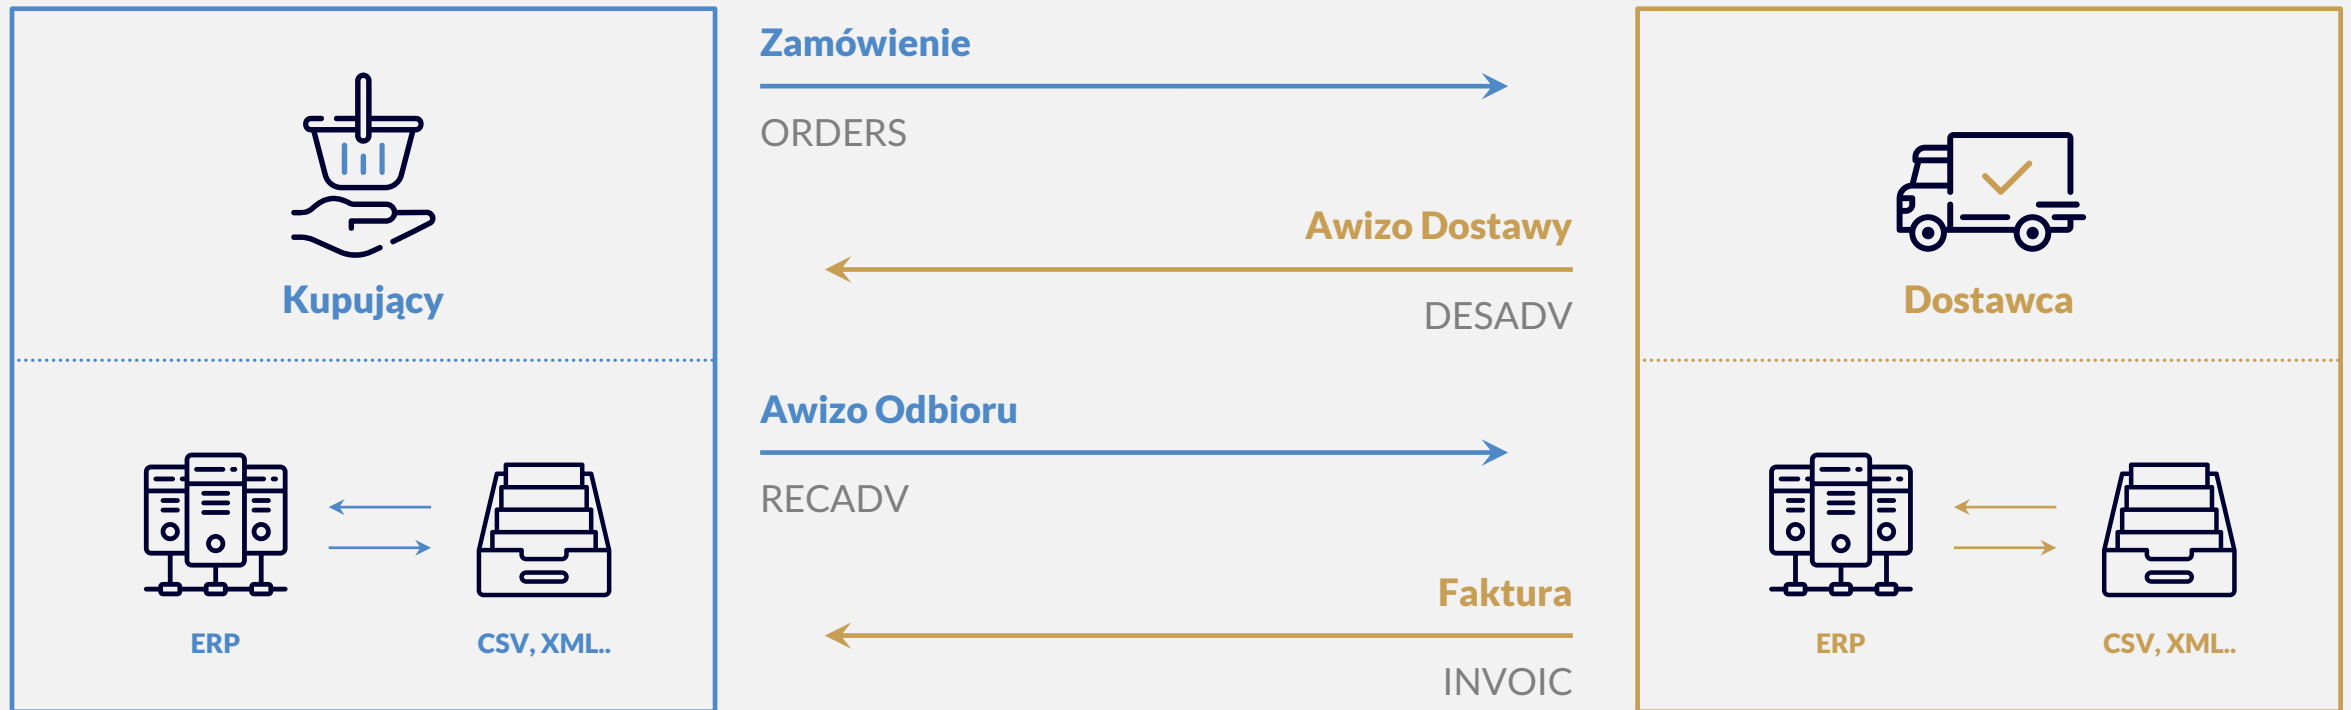 Kupujący
ERP
CSV, XML..
Zamówienie
ORDERS
Awizo Dostawy
DESADV
Awizo Odbioru
RECADV
Faktura
INVOIC
Dostawca
ERP
CSV, XML..